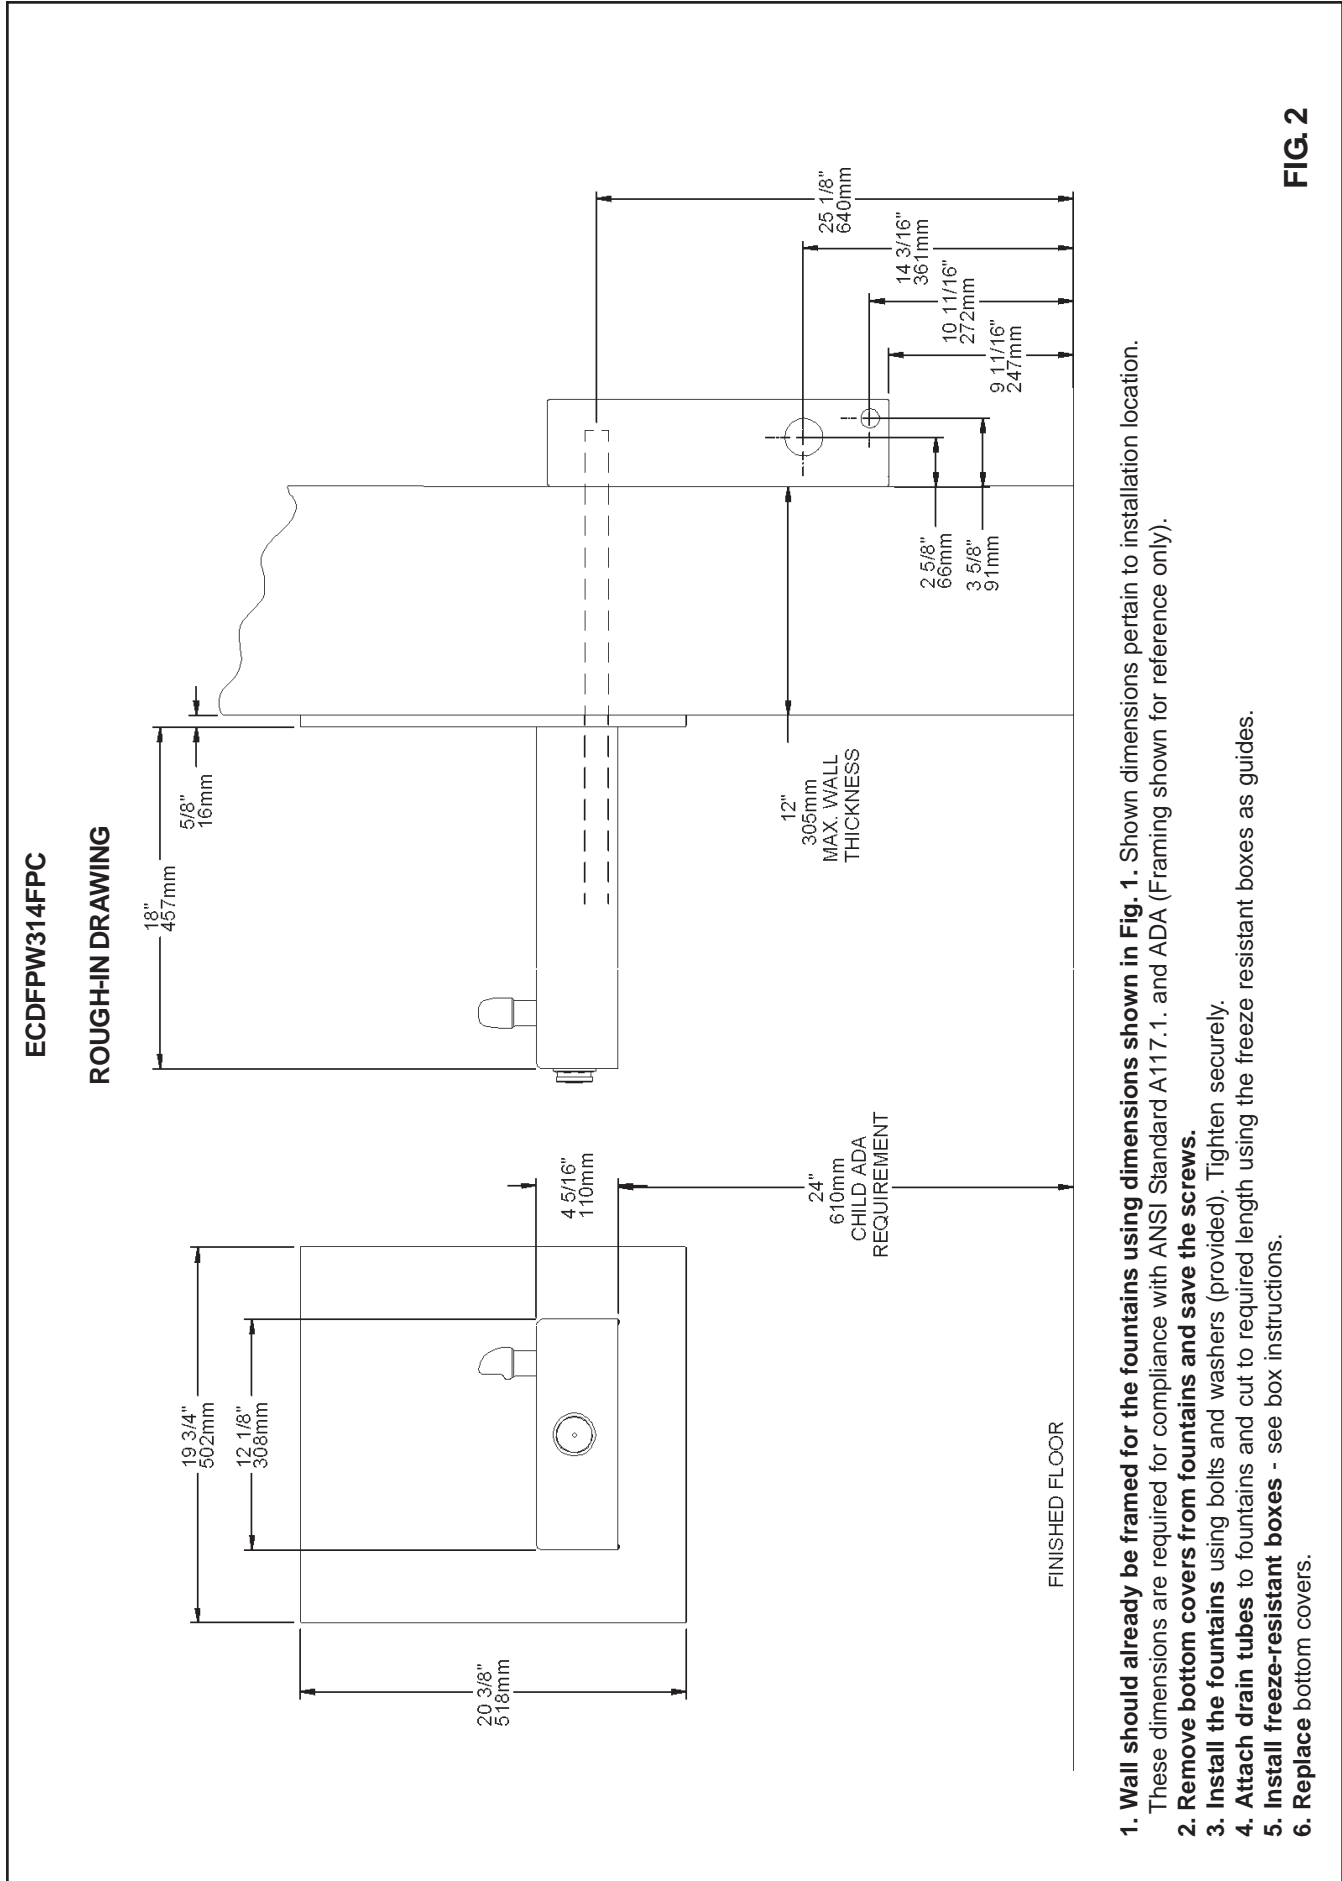 ECDFPW314FPC
ROUGH-IN DRAWING
18"
457mm
5/8"
16mm
19 3/4"
502mm
12 1/8"
308mm
20 3/8"
518mm
4 5/16"
110mm
24"
610mm
CHILD ADA
REQUIREMENT
12"
305mm
MAX. WALL
THICKNESS
2 5/8"
66mm
3 5/8"
91mm
25 1/8"
640mm
14 3/16"
361mm
10 11/16"
272mm
9 11/16"
247mm
FINISHED FLOOR
1. Wall should already be framed for the fountains using dimensions shown in Fig. 1. Shown dimensions pertain to installation location.
These dimensions are required for compliance with ANSI Standard A117.1. and ADA (Framing shown for reference only).
2. Remove bottom covers from fountains and save the screws.
3. Install the fountains using bolts and washers (provided). Tighten securely.
4. Attach drain tubes to fountains and cut to required length using the freeze resistant boxes as guides.
5. Install freeze-resistant boxes - see box instructions.
6. Replace bottom covers.
FIG. 2